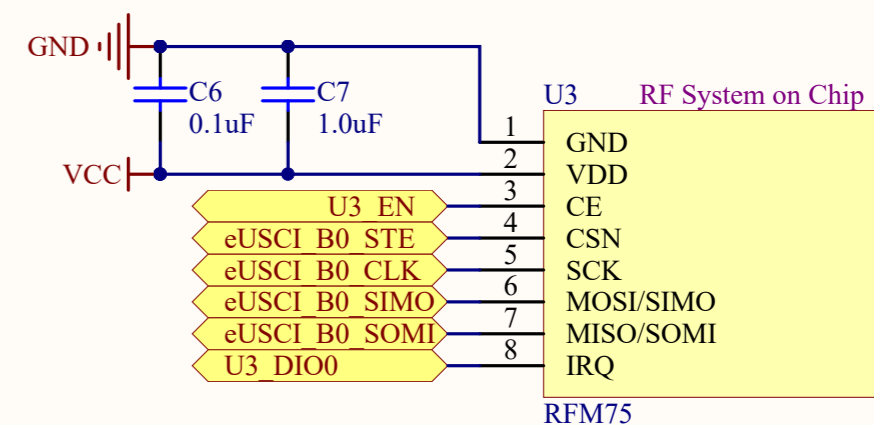 GND
C6
0.1uF
C7
1.0uF
VCC
U3
RF System on Chip
1
GND
2
VDD
U3_EN
3
CE
eUSCI_B0_STE
4
CSN
eUSCI_B0_CLK
5
SCK
eUSCI_B0_SIMO
6
MOSI/SIMO
eUSCI_B0_SOMI
7
MISO/SOMI
U3_DIO0
8
IRQ
RFM75